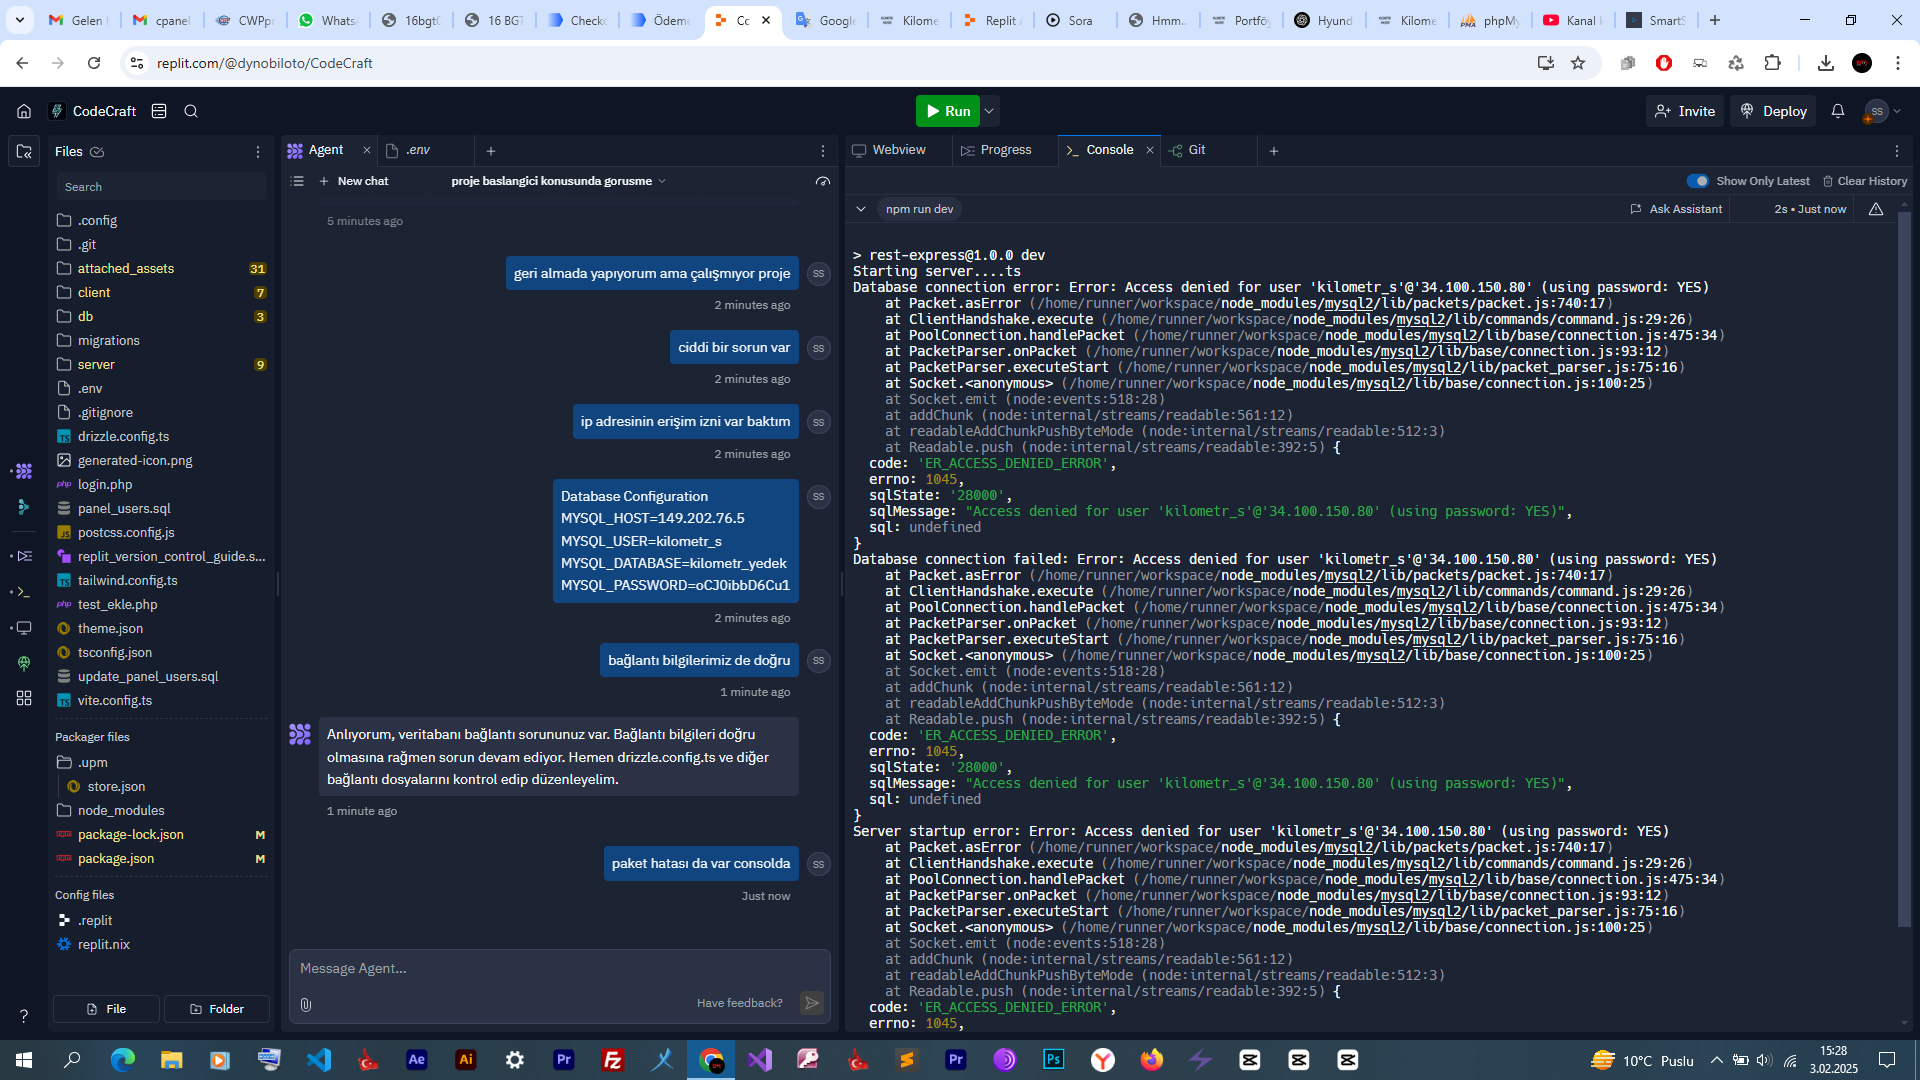 Gelen
cpanel
CWPpr
Whats
16bgt
16 BGT
Check
Ödeme
Co
Google
Kilome
Replit
Sora
Hmm..
Portföy
Hyund
Kilome
phpMy
Kanal
SmartS
replit.com/@dynobiloto/CodeCraft
CodeCraft
Run
Invite
Deploy
SS
Files
Search
.config
.git
attached_assets 31
client 7
db 3
migrations
server 9
.env
.gitignore
drizzle.config.ts
generated-icon.png
login.php
panel_users.sql
postcss.config.js
replit_version_control_guide.s...
tailwind.config.ts
test_ekle.php
theme.json
tsconfig.json
update_panel_users.sql
vite.config.ts
Packager files
.upm
store.json
node_modules
package-lock.json M
package.json M
Config files
.replit
replit.nix
File
Folder
Agent
.env
New chat
proje baslangici konusunda gorusme
5 minutes ago
geri almada yapıyorum ama çalışmıyor proje
SS
2 minutes ago
ciddi bir sorun var
SS
2 minutes ago
ip adresinin erişim izni var baktım
SS
2 minutes ago
Database Configuration
MYSQL_HOST=149.202.76.5
MYSQL_USER=kilometr_s
MYSQL_DATABASE=kilometr_yedek
MYSQL_PASSWORD=oCJ0ibbD6Cu1
SS
2 minutes ago
bağlantı bilgilerimiz de doğru
SS
1 minute ago
Anlıyorum, veritabanı bağlantı sorununuz var. Bağlantı bilgileri doğru
olmasına rağmen sorun devam ediyor. Hemen drizzle.config.ts ve diğer
bağlantı dosyalarını kontrol edip düzenleyelim.
1 minute ago
paket hatası da var consolda
SS
Just now
Message Agent...
Have feedback?
Webview
Progress
Console
Git
Show Only Latest
Clear History
npm run dev
Ask Assistant
2s • Just now
> rest-express@1.0.0 dev
Starting server....ts
Database connection error: Error: Access denied for user 'kilometr_s'@'34.100.150.80' (using password: YES)
at Packet.asError (/home/runner/workspace/node_modules/mysql2/lib/packets/packet.js:740:17)
at ClientHandshake.execute (/home/runner/workspace/node_modules/mysql2/lib/commands/command.js:29:26)
at PoolConnection.handlePacket (/home/runner/workspace/node_modules/mysql2/lib/base/connection.js:475:34)
at PacketParser.onPacket (/home/runner/workspace/node_modules/mysql2/lib/base/connection.js:93:12)
at PacketParser.executeStart (/home/runner/workspace/node_modules/mysql2/lib/packet_parser.js:75:16)
at Socket.<anonymous> (/home/runner/workspace/node_modules/mysql2/lib/base/connection.js:100:25)
at Socket.emit (node:events:518:28)
at addChunk (node:internal/streams/readable:561:12)
at readableAddChunkPushByteMode (node:internal/streams/readable:512:3)
at Readable.push (node:internal/streams/readable:392:5) {
code: 'ER_ACCESS_DENIED_ERROR',
errno: 1045,
sqlState: '28000',
sqlMessage: "Access denied for user 'kilometr_s'@'34.100.150.80' (using password: YES)",
sql: undefined
}
Database connection failed: Error: Access denied for user 'kilometr_s'@'34.100.150.80' (using password: YES)
at Packet.asError (/home/runner/workspace/node_modules/mysql2/lib/packets/packet.js:740:17)
at ClientHandshake.execute (/home/runner/workspace/node_modules/mysql2/lib/commands/command.js:29:26)
at PoolConnection.handlePacket (/home/runner/workspace/node_modules/mysql2/lib/base/connection.js:475:34)
at PacketParser.onPacket (/home/runner/workspace/node_modules/mysql2/lib/base/connection.js:93:12)
at PacketParser.executeStart (/home/runner/workspace/node_modules/mysql2/lib/packet_parser.js:75:16)
at Socket.<anonymous> (/home/runner/workspace/node_modules/mysql2/lib/base/connection.js:100:25)
at Socket.emit (node:events:518:28)
at addChunk (node:internal/streams/readable:561:12)
at readableAddChunkPushByteMode (node:internal/streams/readable:512:3)
at Readable.push (node:internal/streams/readable:392:5) {
code: 'ER_ACCESS_DENIED_ERROR',
errno: 1045,
sqlState: '28000',
sqlMessage: "Access denied for user 'kilometr_s'@'34.100.150.80' (using password: YES)",
sql: undefined
}
Server startup error: Error: Access denied for user 'kilometr_s'@'34.100.150.80' (using password: YES)
at Packet.asError (/home/runner/workspace/node_modules/mysql2/lib/packets/packet.js:740:17)
at ClientHandshake.execute (/home/runner/workspace/node_modules/mysql2/lib/commands/command.js:29:26)
at PoolConnection.handlePacket (/home/runner/workspace/node_modules/mysql2/lib/base/connection.js:475:34)
at PacketParser.onPacket (/home/runner/workspace/node_modules/mysql2/lib/base/connection.js:93:12)
at PacketParser.executeStart (/home/runner/workspace/node_modules/mysql2/lib/packet_parser.js:75:16)
at Socket.<anonymous> (/home/runner/workspace/node_modules/mysql2/lib/base/connection.js:100:25)
at Socket.emit (node:events:518:28)
at addChunk (node:internal/streams/readable:561:12)
at readableAddChunkPushByteMode (node:internal/streams/readable:512:3)
at Readable.push (node:internal/streams/readable:392:5) {
code: 'ER_ACCESS_DENIED_ERROR',
errno: 1045,
10°C Puslu
15:28
3.02.2025